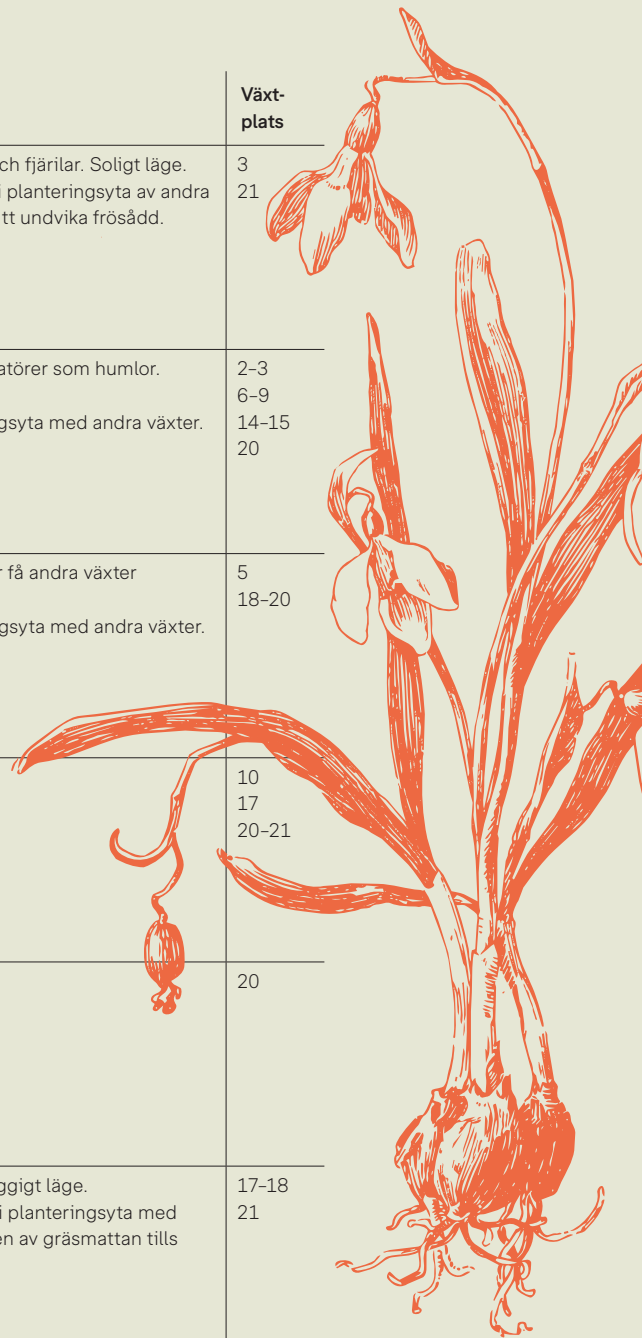 Växt-
plats
ch fjärilar. Soligt läge.
i planteringsyta av andra
tt undvika frösådd.
3
21
atörer som humlor.
gsyta med andra växter.
2–3
6–9
14–15
20
r få andra växter
gsyta med andra växter.
5
18–20
10
17
20–21
20
ggigt läge.
i planteringsyta med
en av gräsmattan tills
17–18
21